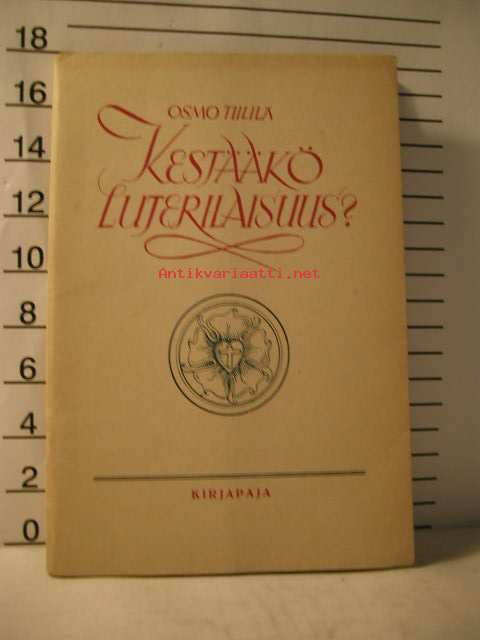 18
16
14
12
10
8
6
4
2
0
OSMO TIILILÄ
KESTÄÄKÖ
LUTERILAISUUS?
Antikvariaatti.net
KIRJAPAJA